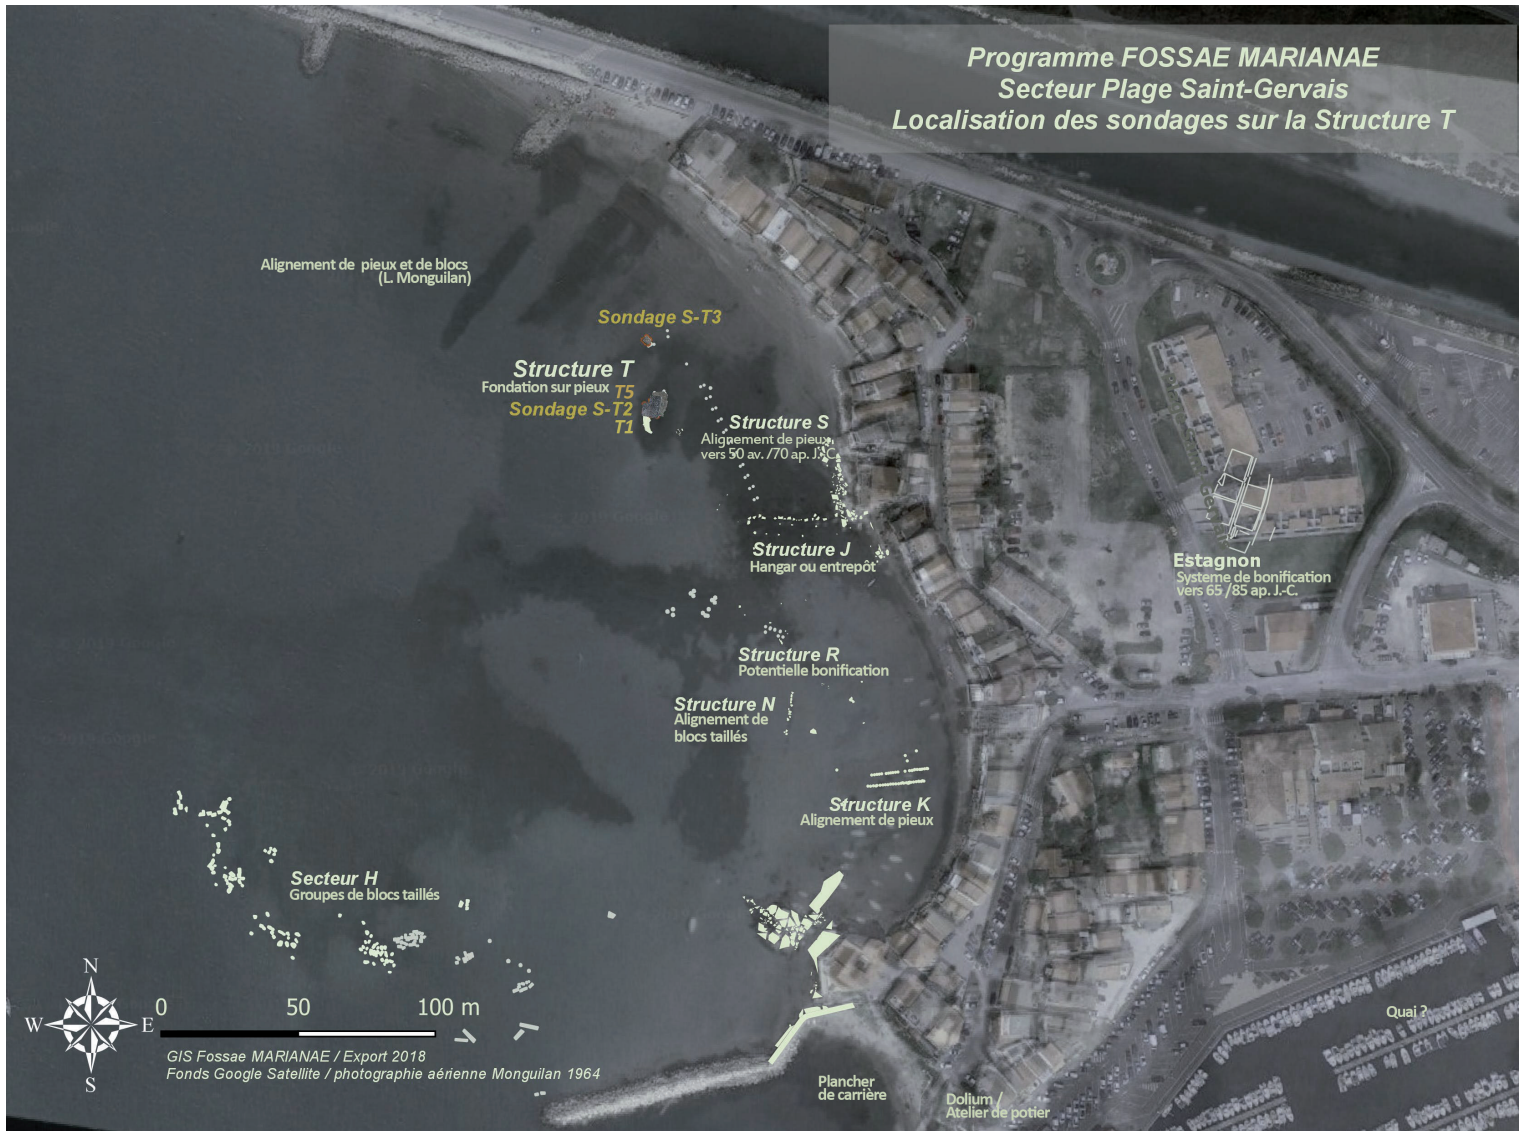 Programme FOSSAE MARIANAE
Secteur Plage Saint-Gervais
Localisation des sondages sur la Structure T
Alignement de pieux et de blocs
(L. Monguilan)
Sondage S-T3
Structure T
Fondation sur pieux T5
Sondage S-T2
T1
Structure S
Alignement de pieux
vers 50 av. /70 ap. J.-C.
Structure J
Hangar ou entrepôt
Estagnon
Systeme de bonification
vers 65 /85 ap. J.-C.
Structure R
Potentielle bonification
Structure N
Alignement de
blocs taillés
Structure K
Alignement de pieux
Secteur H
Groupes de blocs taillés
N
W E
S
0 50 100 m
GIS Fossae MARIANAE / Export 2018
Fonds Google Satellite / photographie aérienne Monguilan 1964
Quai ?
Plancher
de carrière
Dolium /
Atelier de potier